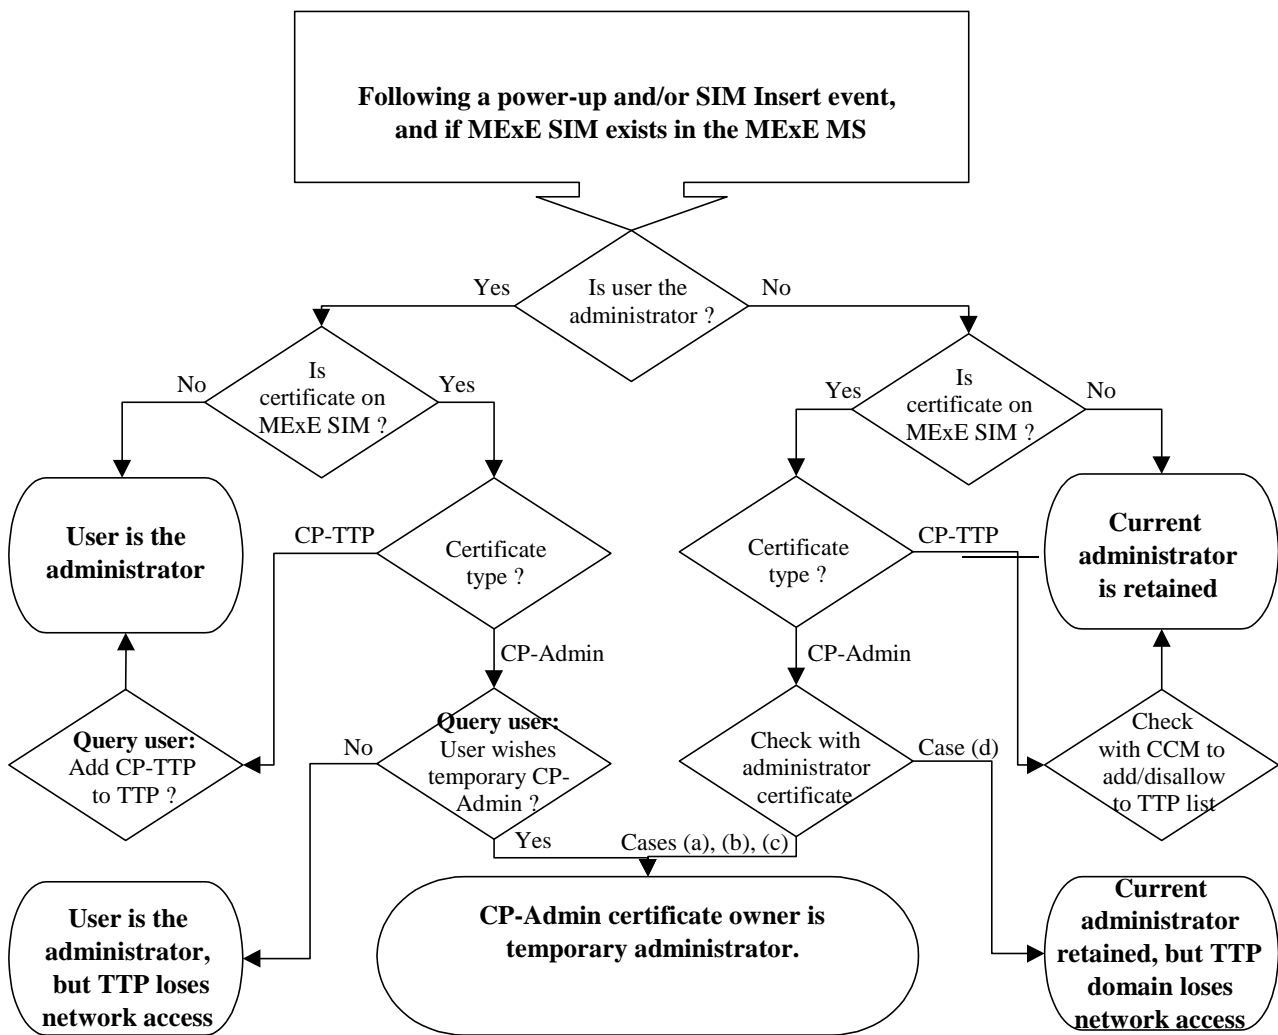 Following a power-up and/or SIM Insert event,
and if MExE SIM exists in the MExE MS
Yes
Is user the
administrator ?
No
No
Is
certificate on
MExE SIM ?
Yes
Yes
Is
certificate on
MExE SIM ?
No
User is the
administrator
CP-TTP
Certificate
type ?
Certificate
type ?
CP-TTP
Current
administrator
is retained
CP-Admin
CP-Admin
Query user:
Add CP-TTP
to TTP ?
No
Query user:
User wishes
temporary CP-
Admin ?
Check with
administrator
certificate
Case (d)
Check
with CCM to
add/disallow
to TTP list
Yes
Cases (a), (b), (c)
User is the
administrator,
but TTP loses
network access
CP-Admin certificate owner is
temporary administrator.
Current
administrator
retained, but TTP
domain loses
network access